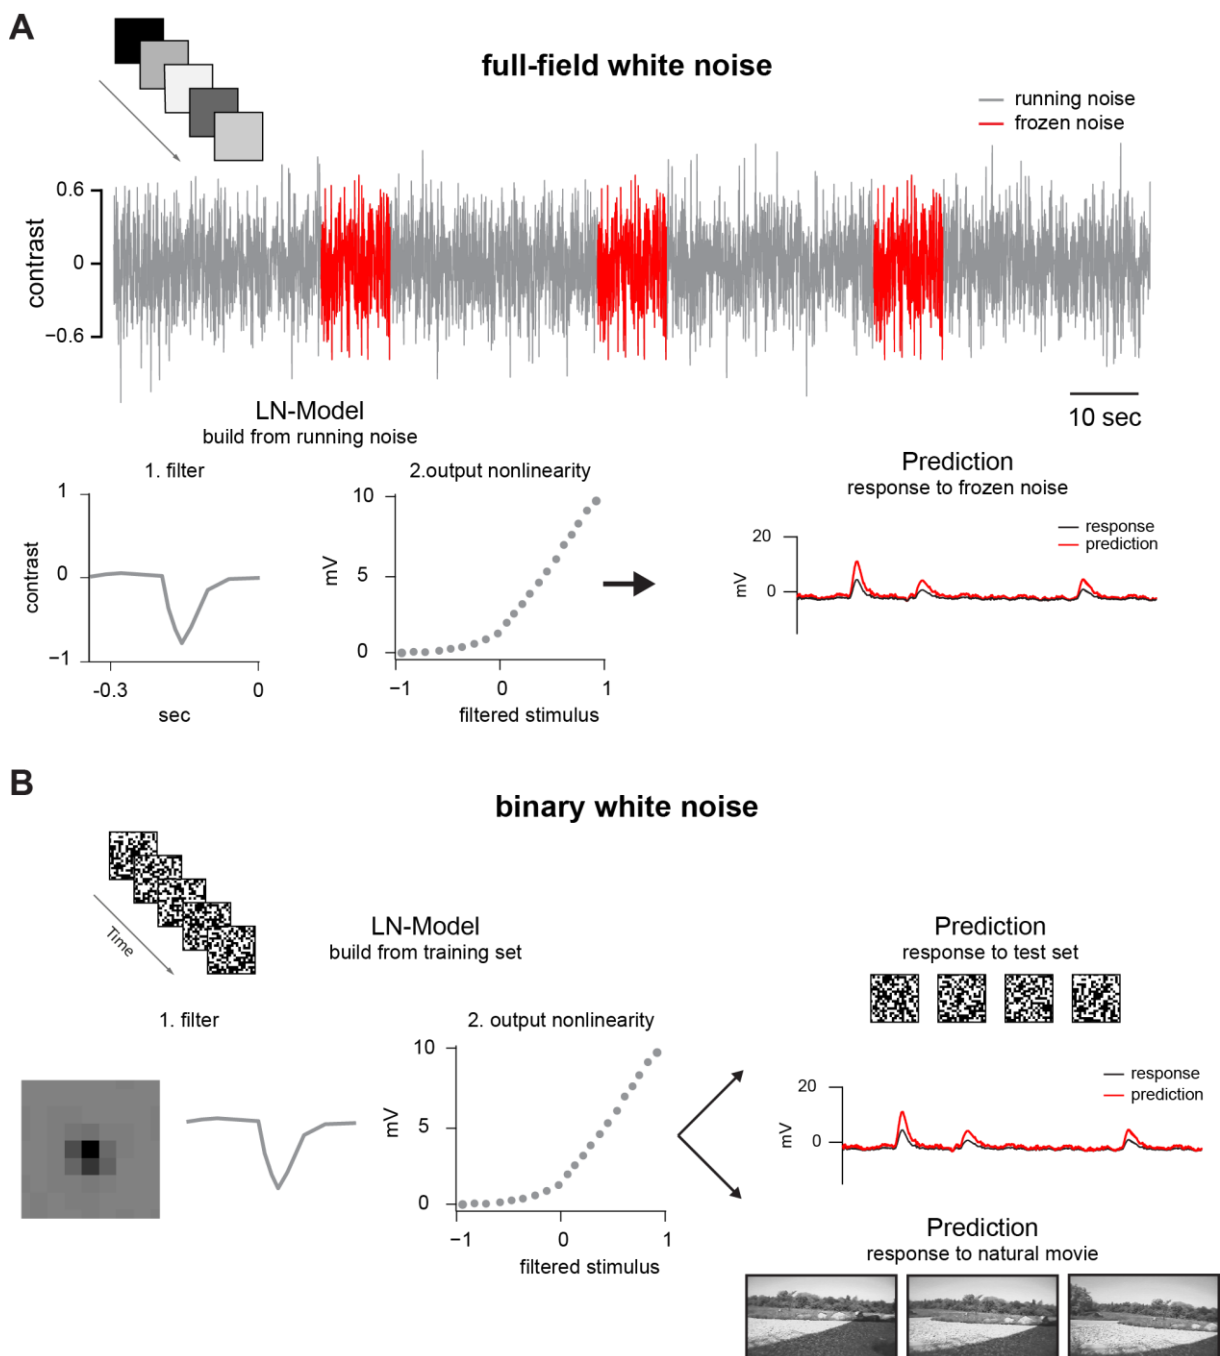 A
full-field white noise
running noise
frozen noise
0.6
0
−0.6
contrast
10 sec
LN-Model
build from running noise
1. filter
1
0
−1
contrast
-0.3
0
sec
2.output nonlinearity
10
5
0
mV
−1
0
1
filtered stimulus
Prediction
response to frozen noise
response
prediction
20
0
mV
B
binary white noise
Time
LN-Model
build from training set
1. filter
2. output nonlinearity
10
5
0
mV
−1
0
1
filtered stimulus
Prediction
response to test set
response
prediction
20
0
mV
Prediction
response to natural movie